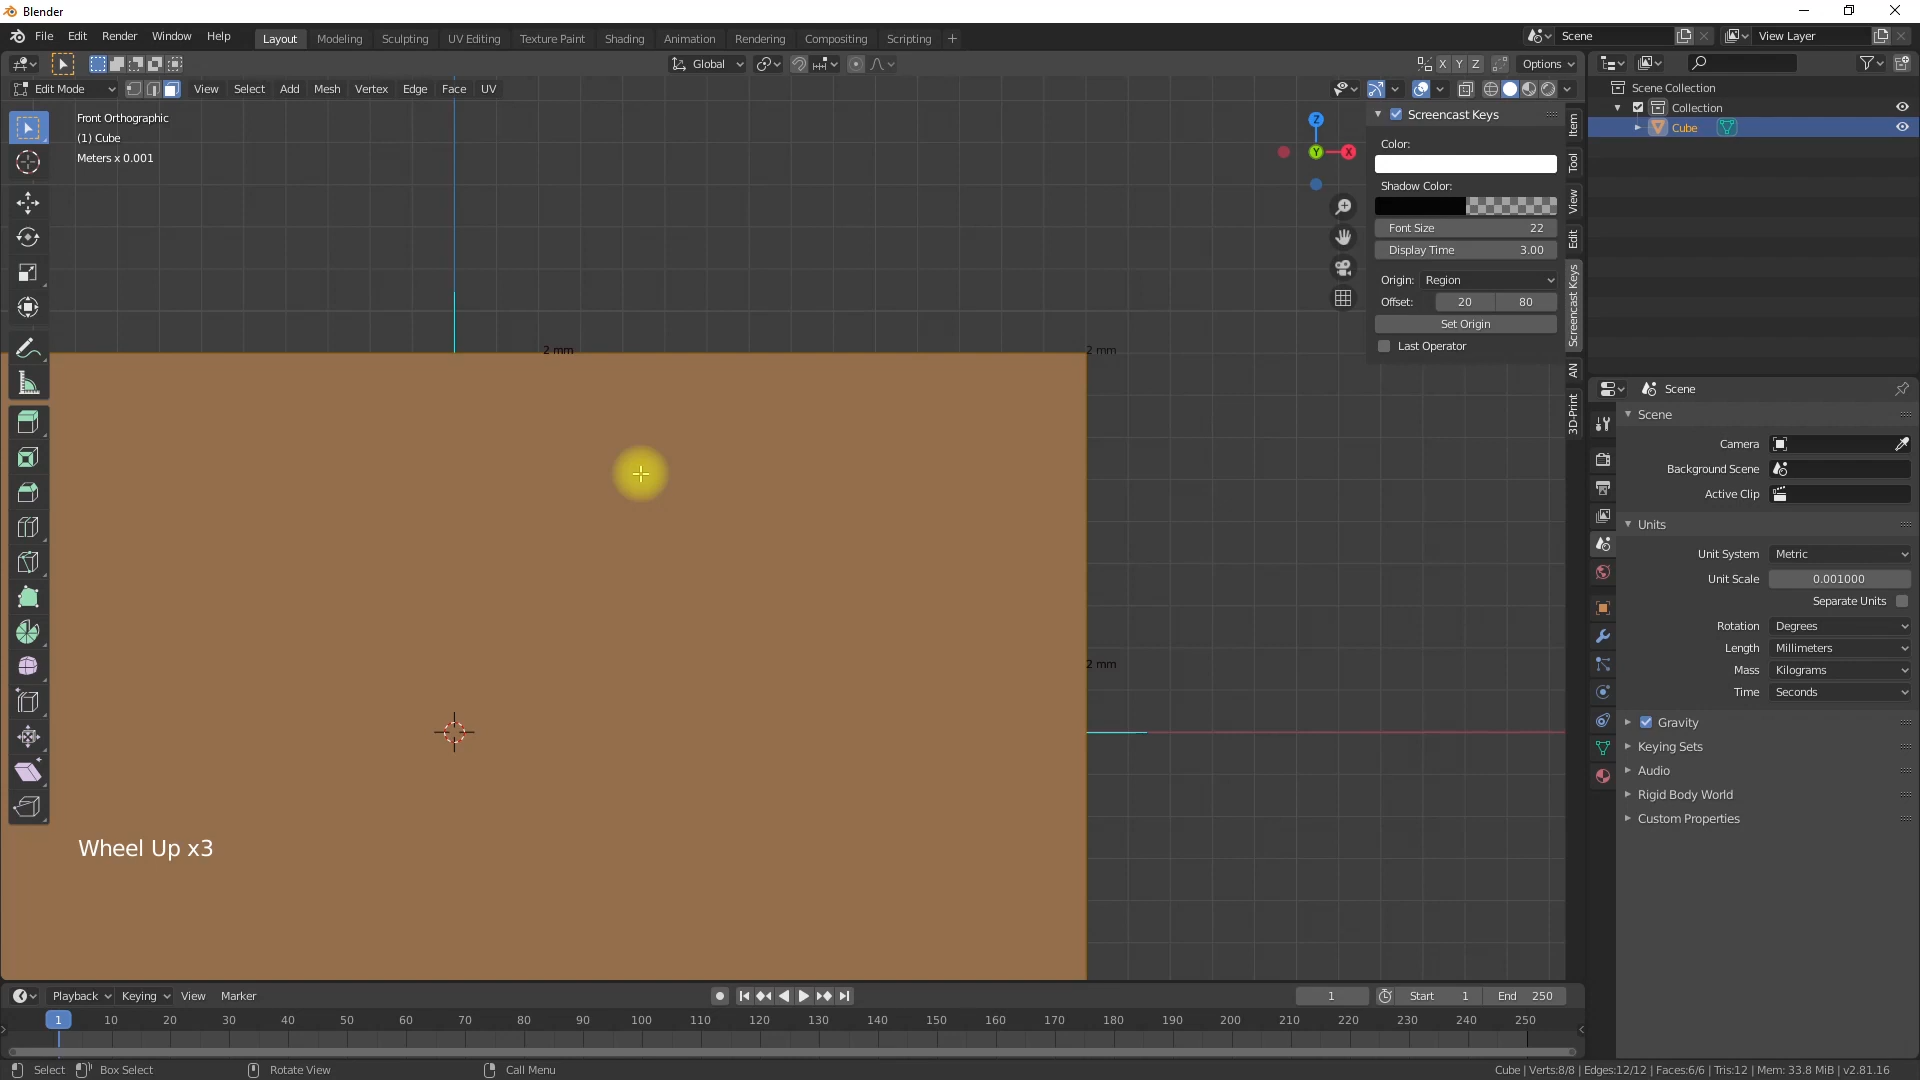 Blender
File Edit Render Window Help
Layout Modeling Sculpting UV Editing Texture Paint Shading Animation Rendering Compositing Scripting +
Scene
View Layer
Global
X Y Z Options
Edit Mode View Select Add Mesh Vertex Edge Face UV
Front Orthographic
(1) Cube
Meters x 0.001
Z
Y
X
Screencast Keys
Color:
Shadow Color:
Font Size 22
Display Time 3.00
Origin: Region
Offset: 20 80
Set Origin
Last Operator
Item
Tool
View
Edit
Screencast Keys
AN
3D-Print
2 mm
2 mm
2 mm
Wheel Up x3
Scene Collection
Collection
Cube
Scene
Scene
Camera
Background Scene
Active Clip
Units
Unit System Metric
Unit Scale 0.001000
Separate Units
Rotation Degrees
Length Millimeters
Mass Kilograms
Time Seconds
Gravity
Keying Sets
Audio
Rigid Body World
Custom Properties
Playback Keying View Marker
1 Start 1 End 250
1 10 20 30 40 50 60 70 80 90 100 110 120 130 140 150 160 170 180 190 200 210 220 230 240 250
Select Box Select Rotate View Call Menu
Cube | Verts:8/8 | Edges:12/12 | Faces:6/6 | Tris:12 | Mem: 33.8 MiB | v2.81.16